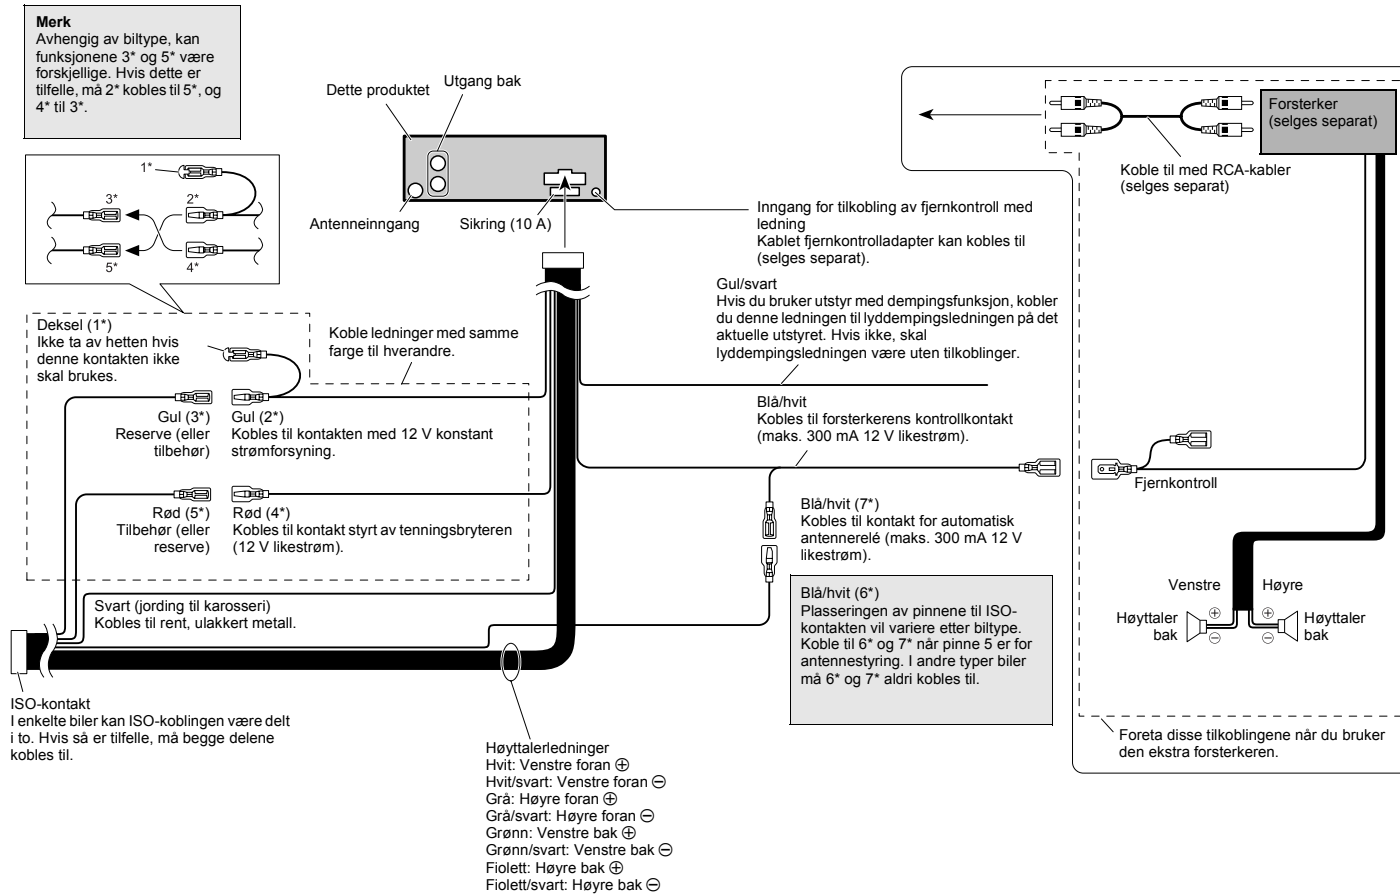 Merk
Avhengig av biltype, kan
funksjonene 3* og 5* være
forskjellige. Hvis dette er
tilfelle, må 2* kobles til 5*, og
4* til 3*.
1*
3*
2*
5*
4*
Dette produktet
Utgang bak
Antenneinngang
Sikring (10 A)
Inngang for tilkobling av fjernkontroll med
ledning
Kablet fjernkontrolladapter kan kobles til
(selges separat).
Gul/svart
Hvis du bruker utstyr med dempingsfunksjon, kobler
du denne ledningen til lyddempingsledningen på det
aktuelle utstyret. Hvis ikke, skal
lyddempingsledningen være uten tilkoblinger.
Deksel (1*)
Ikke ta av hetten hvis
denne kontakten ikke
skal brukes.
Koble ledninger med samme
farge til hverandre.
Gul (3*)
Reserve (eller
tilbehør)
Gul (2*)
Kobles til kontakten med 12 V konstant
strømforsyning.
Rød (5*)
Tilbehør (eller
reserve)
Rød (4*)
Kobles til kontakt styrt av tenningsbryteren
(12 V likestrøm).
Svart (jording til karosseri)
Kobles til rent, ulakkert metall.
ISO-kontakt
I enkelte biler kan ISO-koblingen være delt
i to. Hvis så er tilfelle, må begge delene
kobles til.
Blå/hvit
Kobles til forsterkerens kontrollkontakt
(maks. 300 mA 12 V likestrøm).
Blå/hvit (7*)
Kobles til kontakt for automatisk
antennerelé (maks. 300 mA 12 V
likestrøm).
Blå/hvit (6*)
Plasseringen av pinnene til ISO-
kontakten vil variere etter biltype.
Koble til 6* og 7* når pinne 5 er for
antennestyring. I andre typer biler
må 6* og 7* aldri kobles til.
Høyttalerledninger
Hvit: Venstre foran ⊕
Hvit/svart: Venstre foran ⊖
Grå: Høyre foran ⊕
Grå/svart: Høyre foran ⊖
Grønn: Venstre bak ⊕
Grønn/svart: Venstre bak ⊖
Fiolett: Høyre bak ⊕
Fiolett/svart: Høyre bak ⊖
Forsterker
(selges separat)
Koble til med RCA-kabler
(selges separat)
Fjernkontroll
Venstre
Høyre
Høyttaler
bak
⊕
⊖
⊕
⊖
Høyttaler
bak
Foreta disse tilkoblingene når du bruker
den ekstra forsterkeren.